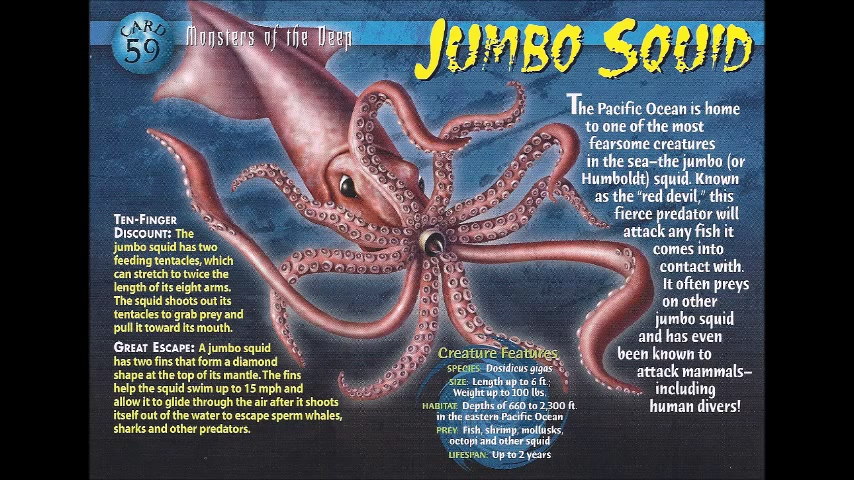 CARD
59
Monsters of the Deep
JUMBO SQUID
The Pacific Ocean is home
to one of the most
fearsome creatures
in the sea–the jumbo (or
Humboldt) squid. Known
as the "red devil," this
fierce predator will
attack any fish it
comes into
contact with.
It often preys
on other
jumbo squid
and has even
been known to
attack mammals–
including
human divers!
TEN-FINGER
DISCOUNT: The
jumbo squid has two
feeding tentacles, which
can stretch to twice the
length of its eight arms.
The squid shoots out its
tentacles to grab prey and
pull it toward its mouth.
GREAT ESCAPE: A jumbo squid
has two fins that form a diamond
shape at the top of its mantle. The fins
help the squid swim up to 15 mph and
allow it to glide through the air after it shoots
itself out of the water to escape sperm whales,
sharks and other predators.
Creature Features
SPECIES: Dosidicus gigas
SIZE: Length up to 6 ft.;
Weight up to 100 lbs.
HABITAT: Depths of 660 to 2,300 ft.
in the eastern Pacific Ocean
PREY: Fish, shrimp, mollusks,
octopi and other squid
LIFESPAN: Up to 2 years